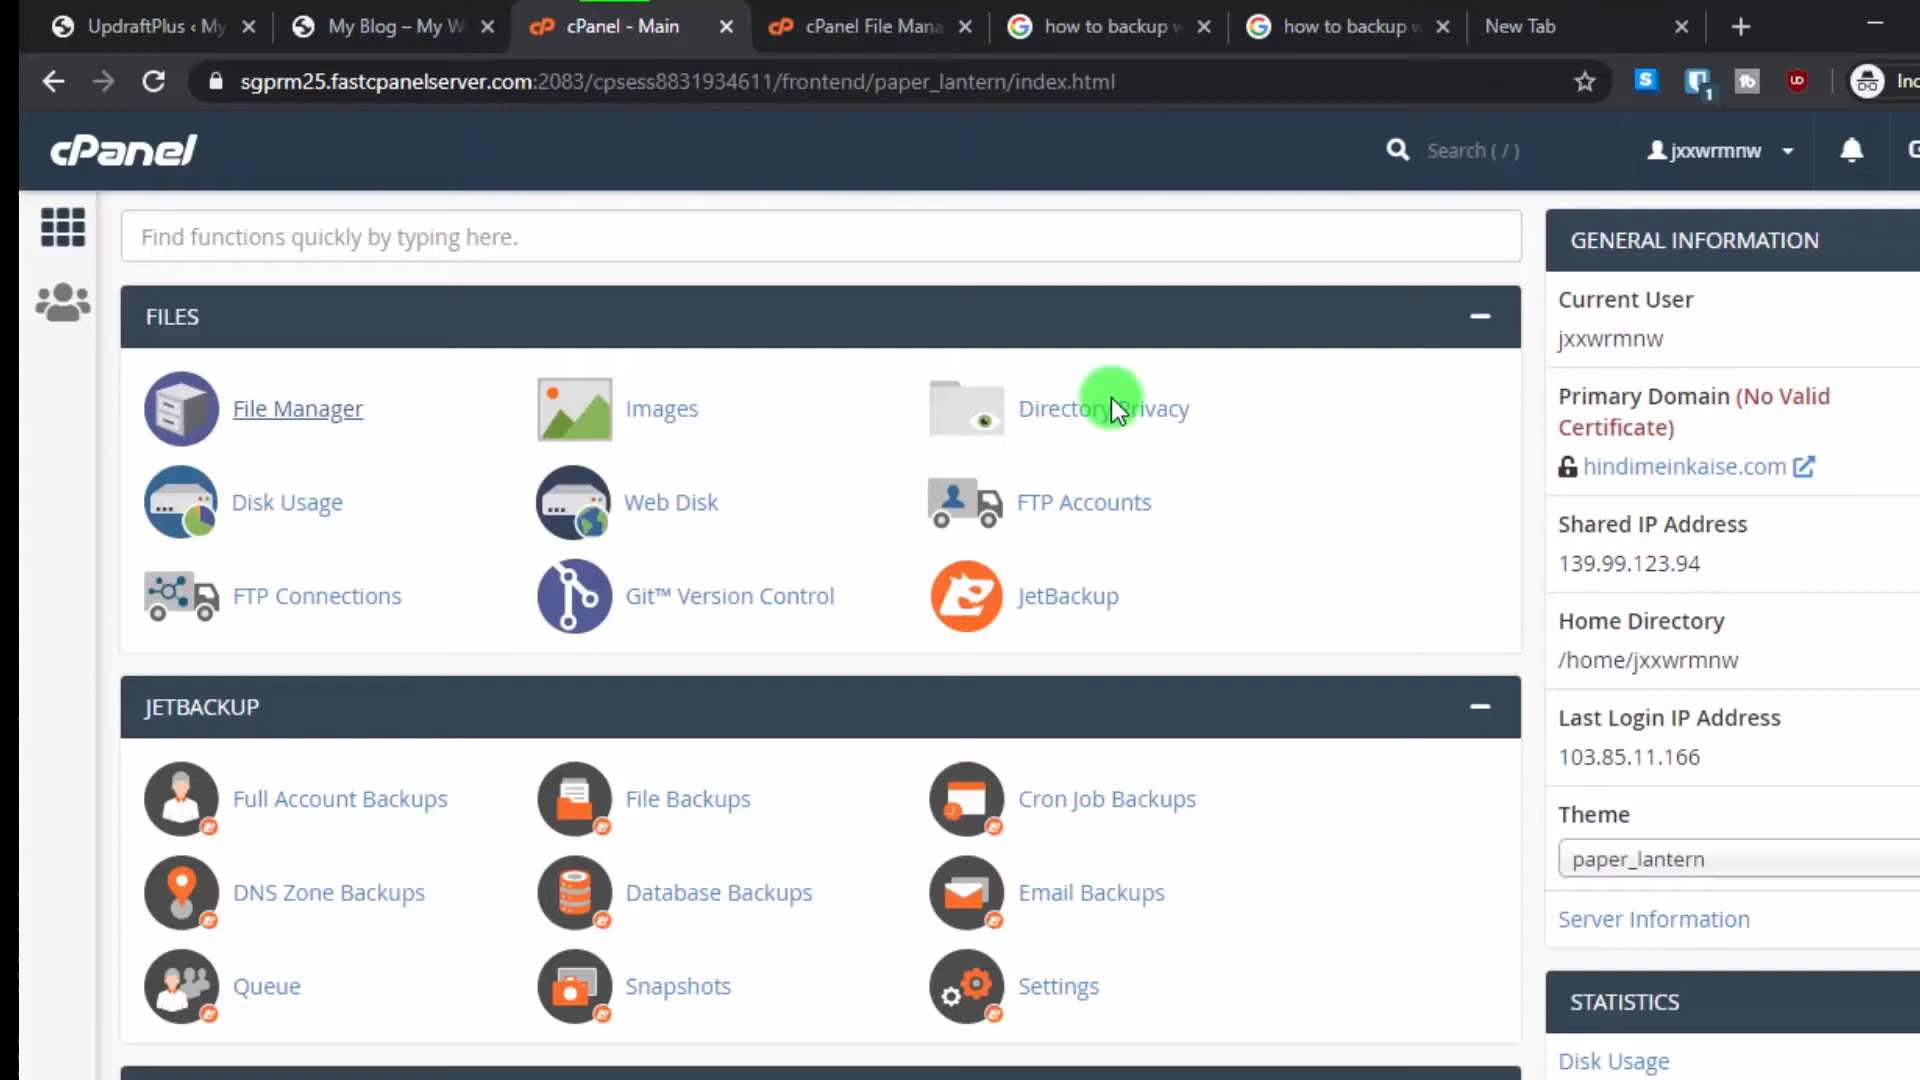 UpdraftPlus ‹ My
My Blog – My W
cPanel - Main
cPanel File Mana
how to backup
how to backup
New Tab
sgprm25.fastcpanelserver.com:2083/cpsess8831934611/frontend/paper_lantern/index.html
S
1
tb
UD
Inc
cPanel
Search ( / )
jxxwrmnw
Find functions quickly by typing here.
FILES
File Manager
Images
Directory Privacy
Disk Usage
Web Disk
FTP Accounts
FTP Connections
Git™ Version Control
JetBackup
JETBACKUP
Full Account Backups
File Backups
Cron Job Backups
DNS Zone Backups
Database Backups
Email Backups
Queue
Snapshots
Settings
GENERAL INFORMATION
Current User
jxxwrmnw
Primary Domain (No Valid
Certificate)
hindimeinkaise.com
Shared IP Address
139.99.123.94
Home Directory
/home/jxxwrmnw
Last Login IP Address
103.85.11.166
Theme
paper_lantern
Server Information
STATISTICS
Disk Usage